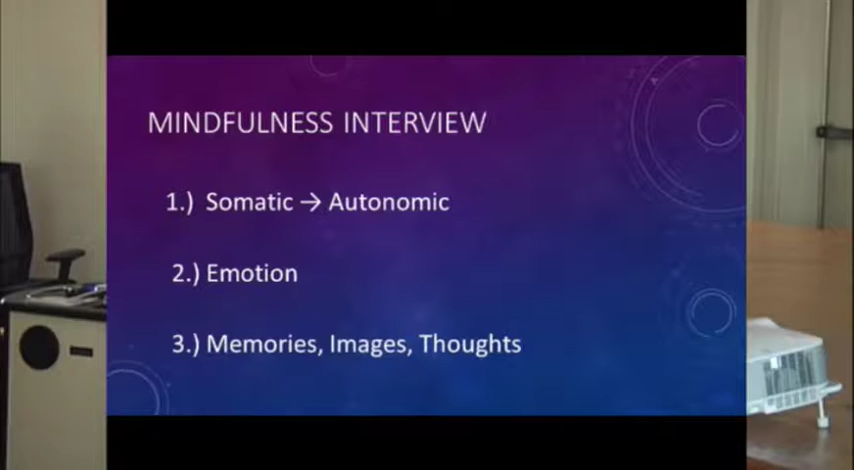 MINDFULNESS INTERVIEW
1.) Somatic → Autonomic
2.) Emotion
3.) Memories, Images, Thoughts